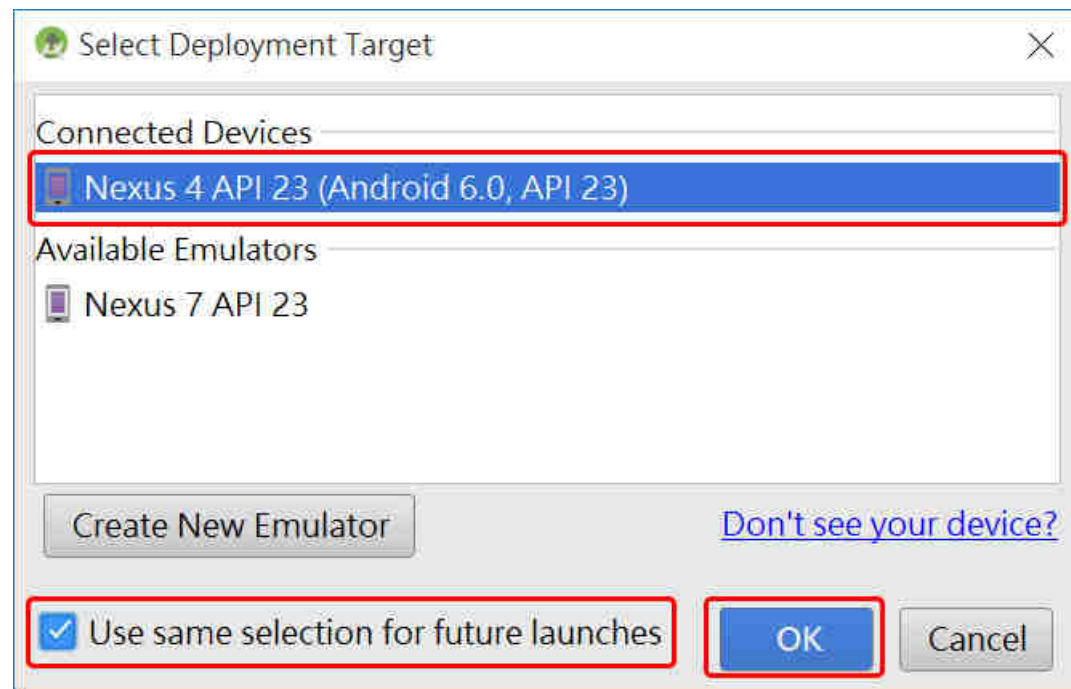 Select Deployment Target
Connected Devices
Nexus 4 API 23 (Android 6.0, API 23)
Available Emulators
Nexus 7 API 23
Create New Emulator
Don't see your device?
Use same selection for future launches
OK
Cancel